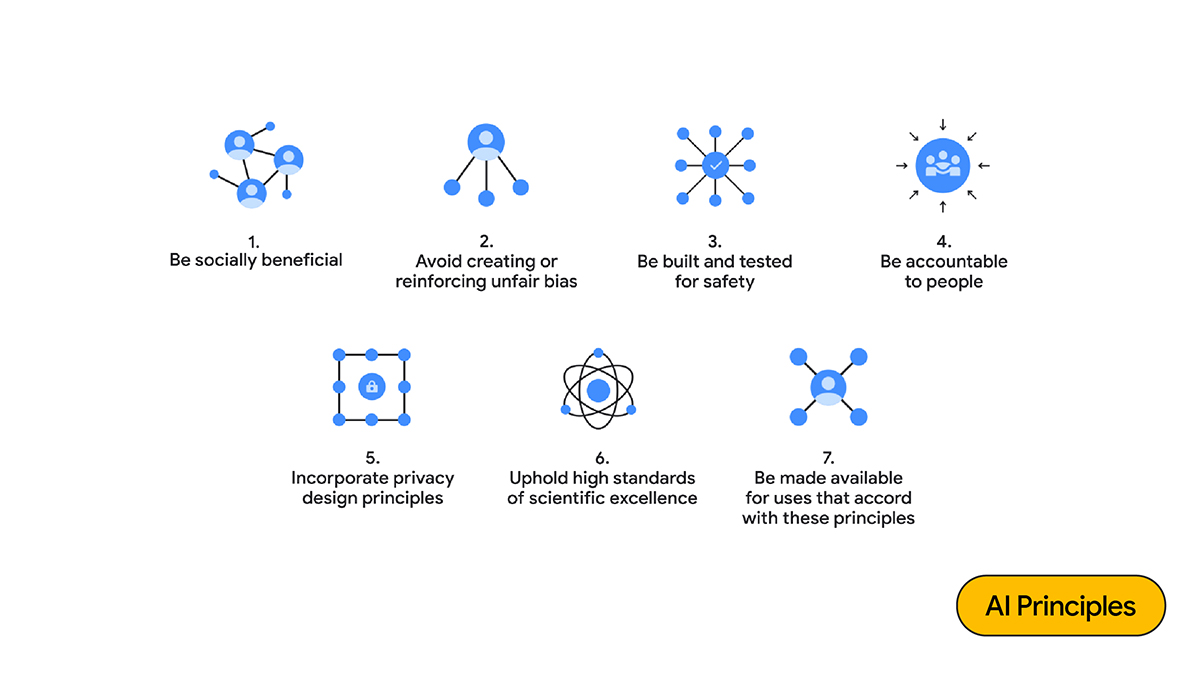 1.
Be socially beneficial
2.
Avoid creating or
reinforcing unfair bias
3.
Be built and tested
for safety
4.
Be accountable
to people
5.
Incorporate privacy
design principles
6.
Uphold high standards
of scientific excellence
7.
Be made available
for uses that accord
with these principles
AI Principles